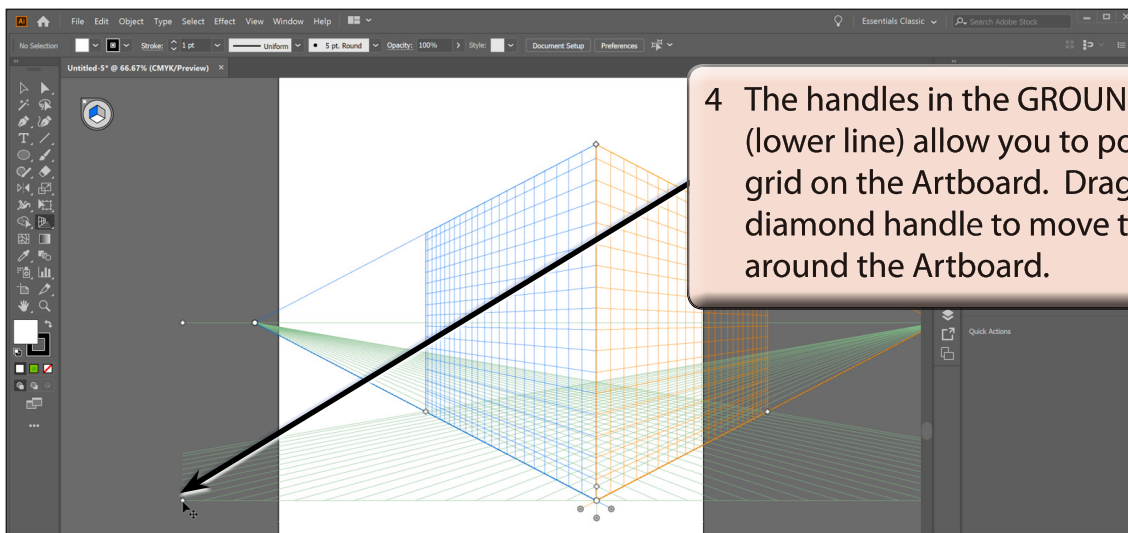 Ai File Edit Object Type Select Effect View Window Help Essentials Classic Search Adobe Stock
No Selection Stroke: 1 pt Uniform 5 pt. Round Opacity: 100% Style: Document Setup Preferences
Untitled-5* @ 66.67% (CMYK/Preview) ×
4 The handles in the GROUN
(lower line) allow you to po
grid on the Artboard. Drag
diamond handle to move t
around the Artboard.
Quick Actions